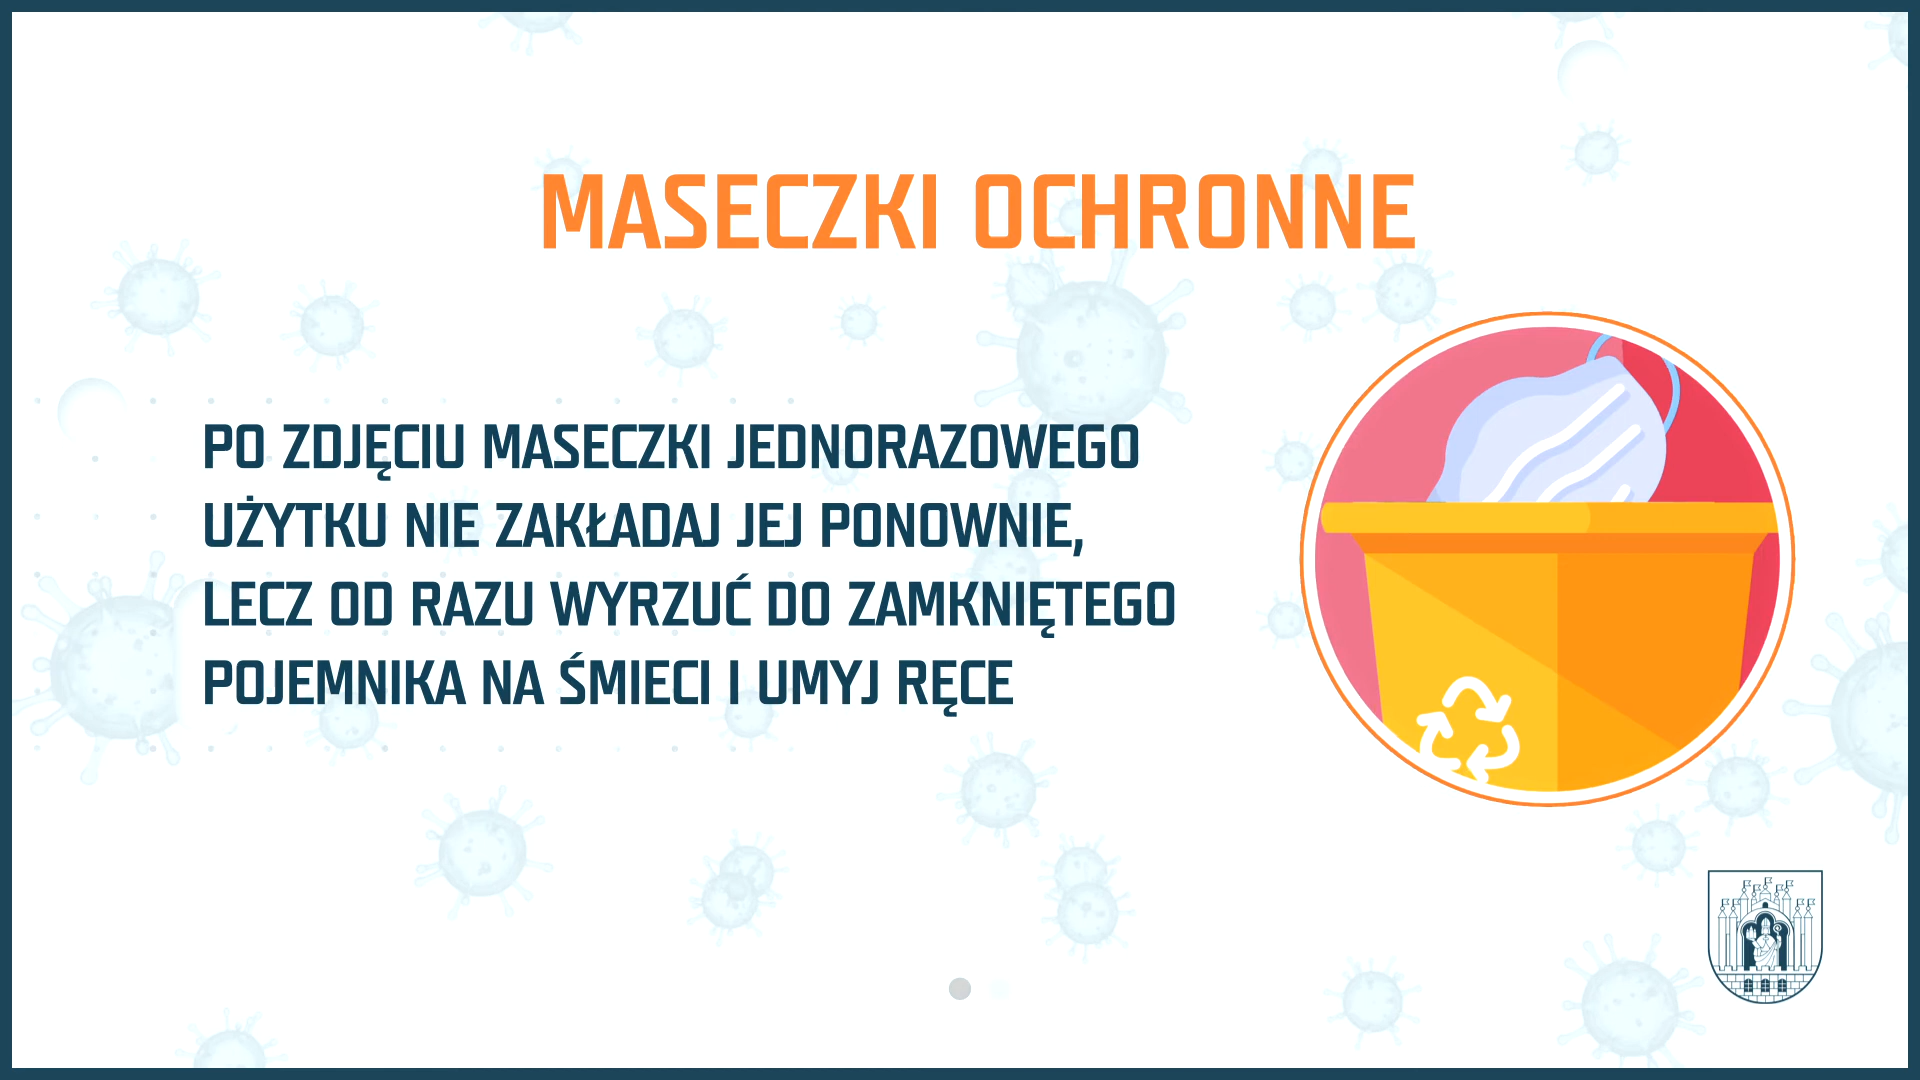 MASECZKI OCHRONNE
PO ZDJĘCIU MASECZKI JEDNORAZOWEGO
UŻYTKU NIE ZAKŁADAJ JEJ PONOWNIE,
LECZ OD RAZU WYRZUĆ DO ZAMKNIĘTEGO
POJEMNIKA NA ŚMIECI I UMYJ RĘCE